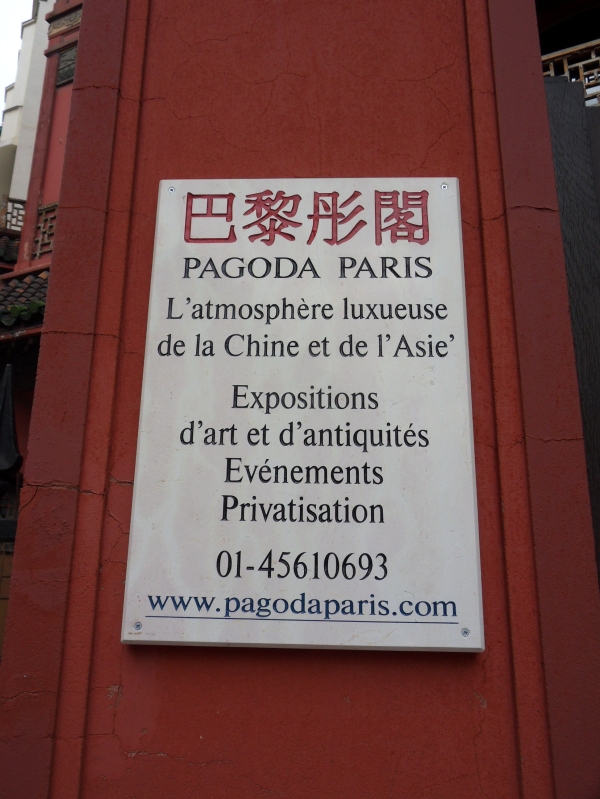 巴黎彤閣
PAGODA PARIS
L'atmosphère luxueuse
de la Chine et de l'Asie'
Expositions
d'art et d'antiquités
Evénements
Privatisation
01-45610693
www.pagodaparis.com